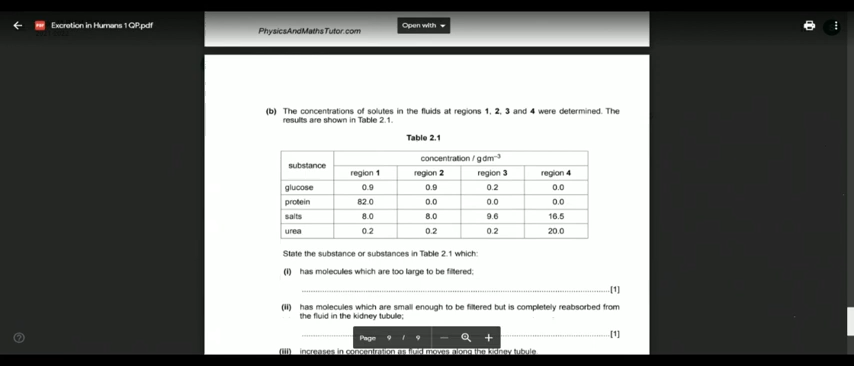 Excretion in Humans 1 QP.pdf
Open with
PhysicsAndMathsTutor.com
(b) The concentrations of solutes in the fluids at regions 1, 2, 3 and 4 were determined. The
results are shown in Table 2.1.
Table 2.1
substance concentration / g dm⁻³
region 1 region 2 region 3 region 4
glucose 0.9 0.9 0.2 0.0
protein 82.0 0.0 0.0 0.0
salts 8.0 8.0 9.6 16.5
urea 0.2 0.2 0.2 20.0
State the substance or substances in Table 2.1 which:
(i) has molecules which are too large to be filtered;
[1]
(ii) has molecules which are small enough to be filtered but is completely reabsorbed from
the fluid in the kidney tubule;
[1]
Page 9 / 9
(iii) increases in concentration as fluid moves along the kidney tubule.